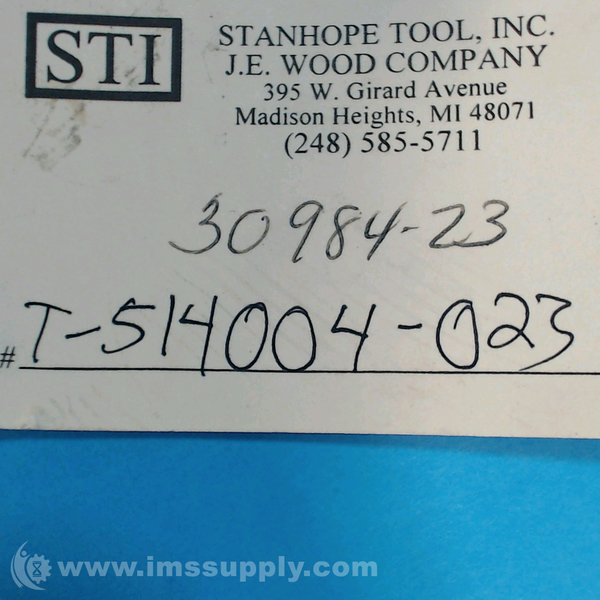 STI
STANHOPE TOOL, INC.
J.E. WOOD COMPANY
395 W. Girard Avenue
Madison Heights, MI 48071
(248) 585-5711
30984-23
# T-514004-023
www.imssupply.com